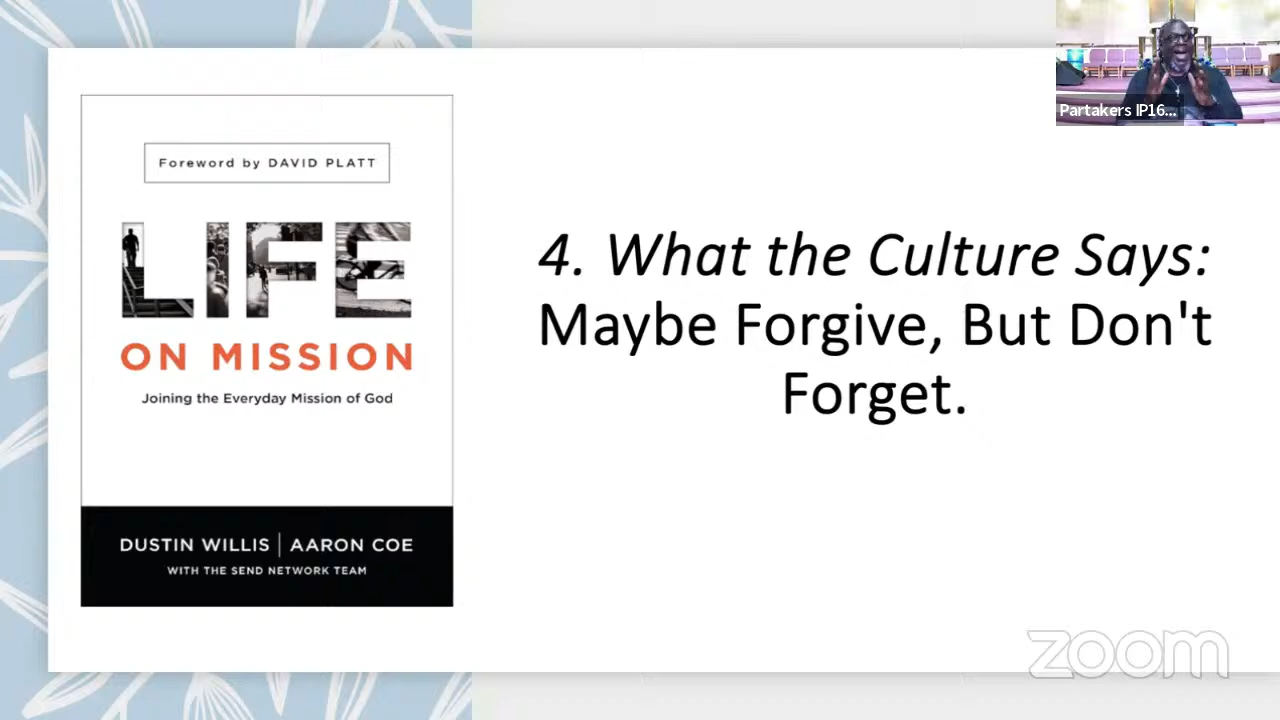 Partakers IP16...
Foreword by DAVID PLATT
LIFE
ON MISSION
Joining the Everyday Mission of God
DUSTIN WILLIS | AARON COE
WITH THE SEND NETWORK TEAM
4. What the Culture Says:
Maybe Forgive, But Don't
Forget.
zoom